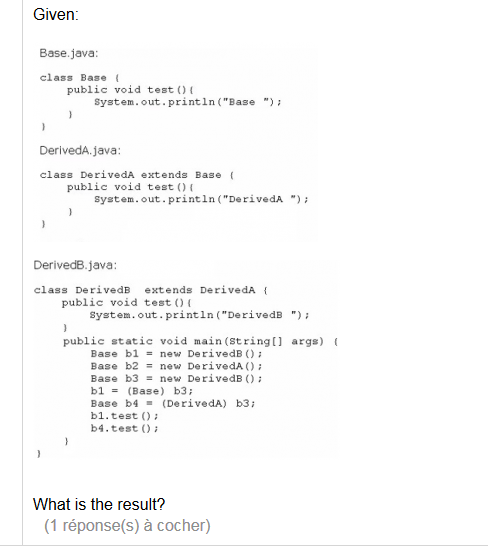 Given:
Base.java:
class Base {
public void test(){
System.out.println("Base ");
}
}
DerivedA.java:
class DerivedA extends Base {
public void test(){
System.out.println("DerivedA ");
}
}
DerivedB.java:
class DerivedB extends DerivedA {
public void test(){
System.out.println("DerivedB ");
}
public static void main(String[] args) {
Base b1 = new DerivedB();
Base b2 = new DerivedA();
Base b3 = new DerivedB();
b1 = (Base) b3;
Base b4 = (DerivedA) b3;
b1.test();
b4.test();
}
}
What is the result?
(1 réponse(s) à cocher)